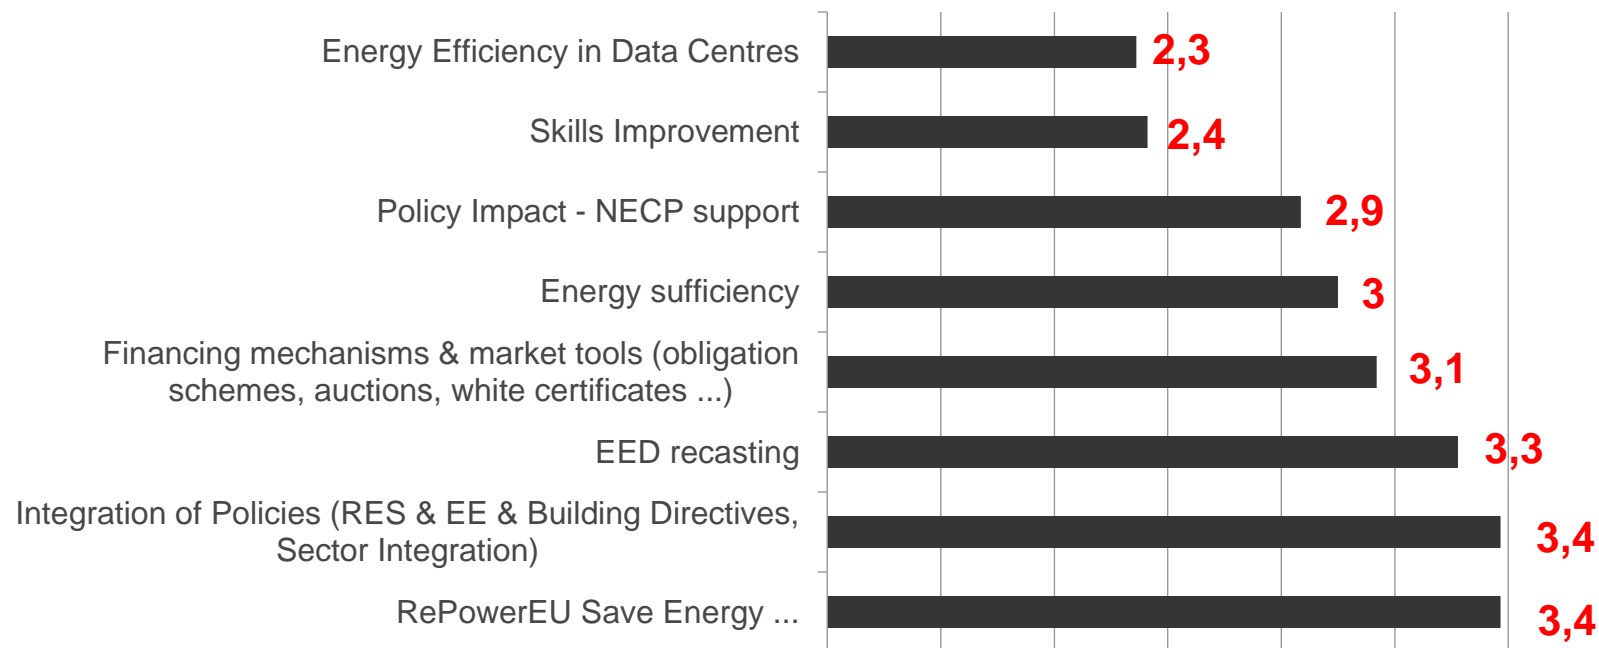 Energy Efficiency in Data Centres 2,3
Skills Improvement 2,4
Policy Impact - NECP support 2,9
Energy sufficiency 3
Financing mechanisms & market tools (obligation
schemes, auctions, white certificates ...) 3,1
EED recasting 3,3
Integration of Policies (RES & EE & Building Directives,
Sector Integration) 3,4
RePowerEU Save Energy ... 3,4